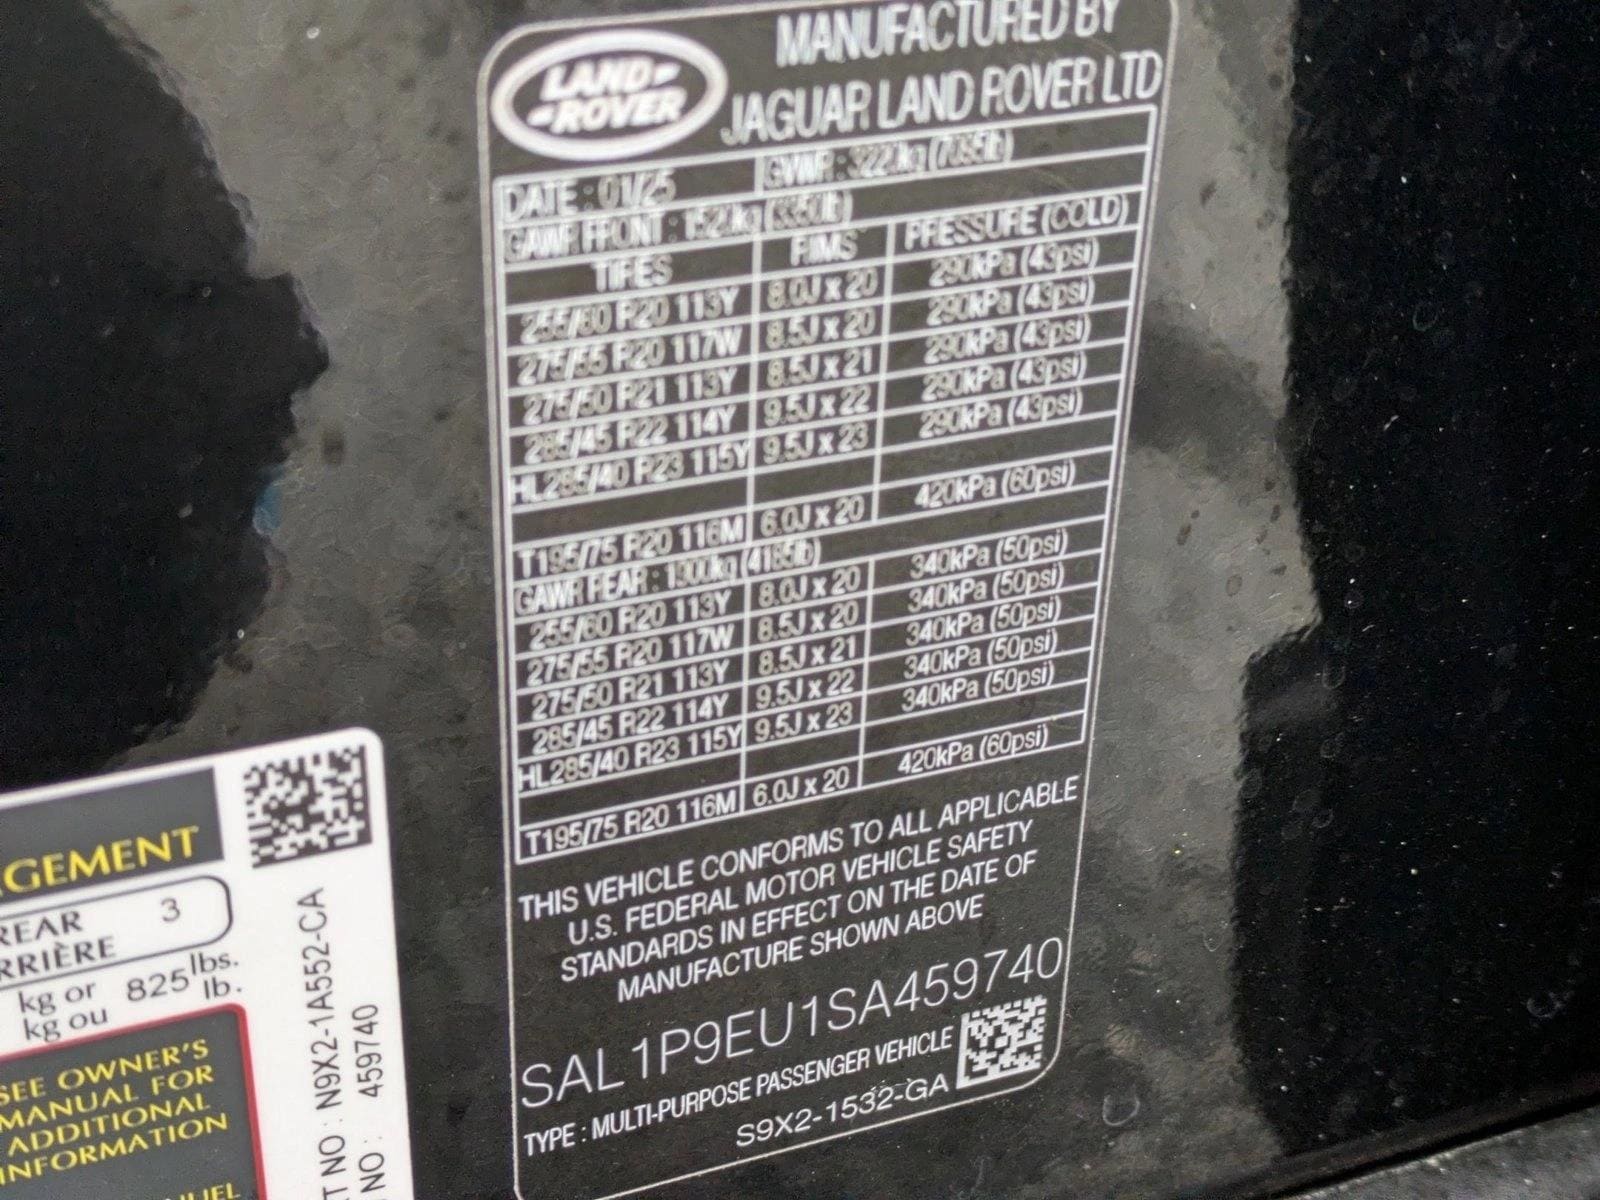 LAND ROVER
MANUFACTURED BY
JAGUAR LAND ROVER LTD
DATE : 01/25 GVWR : kg (7095lb)
GAWR FRONT : 1520kg (3350lb)
TIRES RIMS PRESSURE (COLD)
255/60 R20 113Y 8.0J x 20 290kPa (43psi)
275/55 R20 117W 8.5J x 20 290kPa (43psi)
275/50 R21 113Y 8.5J x 21 290kPa (43psi)
285/45 R22 114Y 9.5J x 22 290kPa (43psi)
HL285/40 R23 115Y 9.5J x 23 290kPa (43psi)
T195/75 R20 116M 6.0J x 20 420kPa (60psi)
GAWR REAR : 1900kg (4185lb)
255/60 R20 113Y 8.0J x 20 340kPa (50psi)
275/55 R20 117W 8.5J x 20 340kPa (50psi)
275/50 R21 113Y 8.5J x 21 340kPa (50psi)
285/45 R22 114Y 9.5J x 22 340kPa (50psi)
HL285/40 R23 115Y 9.5J x 23 340kPa (50psi)
T195/75 R20 116M 6.0J x 20 420kPa (60psi)
THIS VEHICLE CONFORMS TO ALL APPLICABLE
U.S. FEDERAL MOTOR VEHICLE SAFETY
STANDARDS IN EFFECT ON THE DATE OF
MANUFACTURE SHOWN ABOVE
SAL1P9EU1SA459740
TYPE : MULTI-PURPOSE PASSENGER VEHICLE
S9X2-1532-GA
GEMENT
REAR 3
RRIÈRE
kg or 825 lbs.
kg ou lb.
SEE OWNER'S
MANUAL FOR
ADDITIONAL
INFORMATION
NUEL
T NO : N9X2-1A552-CA
NO : 459740